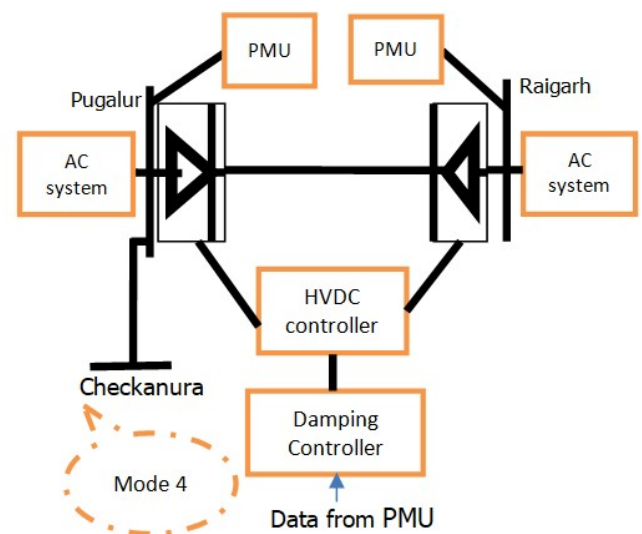 PMU
PMU
Pugalur
Raigarh
AC
system
AC
system
HVDC
controller
Checkanura
Damping
Controller
Mode 4
Data from PMU